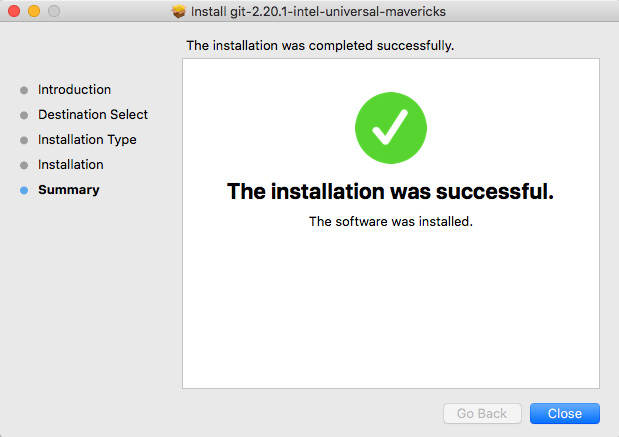 Install git-2.20.1-intel-universal-mavericks
The installation was completed successfully.
Introduction
Destination Select
Installation Type
Installation
Summary
The installation was successful.
The software was installed.
Go Back
Close